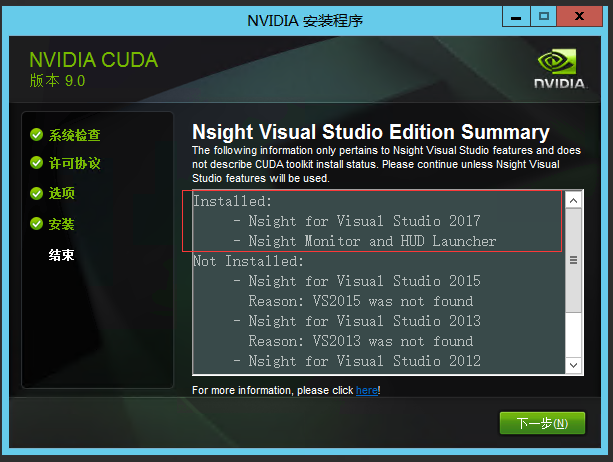 NVIDIA 安装程序
NVIDIA CUDA
版本 9.0
NVIDIA.
系统检查
许可协议
选项
安装
结束
Nsight Visual Studio Edition Summary
The following information only pertains to Nsight Visual Studio features and does
not describe CUDA toolkit install status. Please continue unless Nsight Visual
Studio features will be used.
Installed:
- Nsight for Visual Studio 2017
- Nsight Monitor and HUD Launcher
Not Installed:
- Nsight for Visual Studio 2015
Reason: VS2015 was not found
- Nsight for Visual Studio 2013
Reason: VS2013 was not found
- Nsight for Visual Studio 2012
For more information, please click here!
下一步(N)